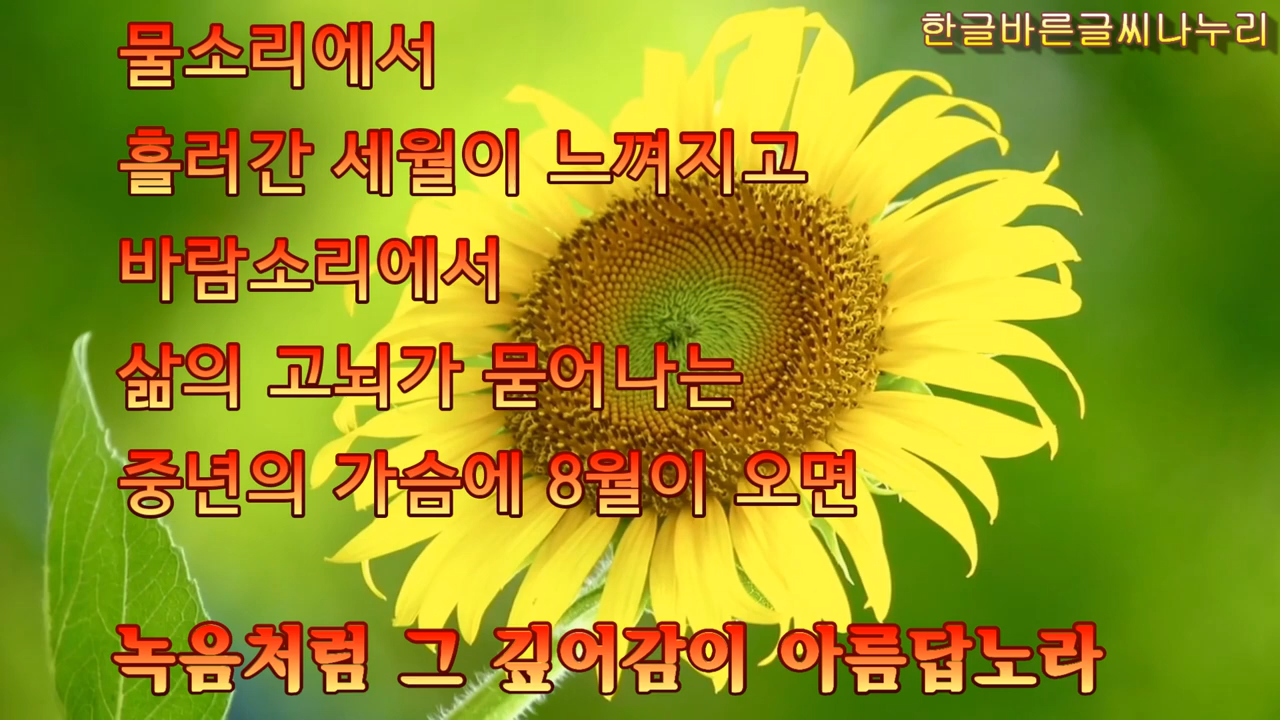 한글바른글씨나누리
물소리에서
흘러간 세월이 느껴지고
바람소리에서
삶의 고뇌가 묻어나는
중년의 가슴에 8월이 오면
녹음처럼 그 깊어감이 아름답노라